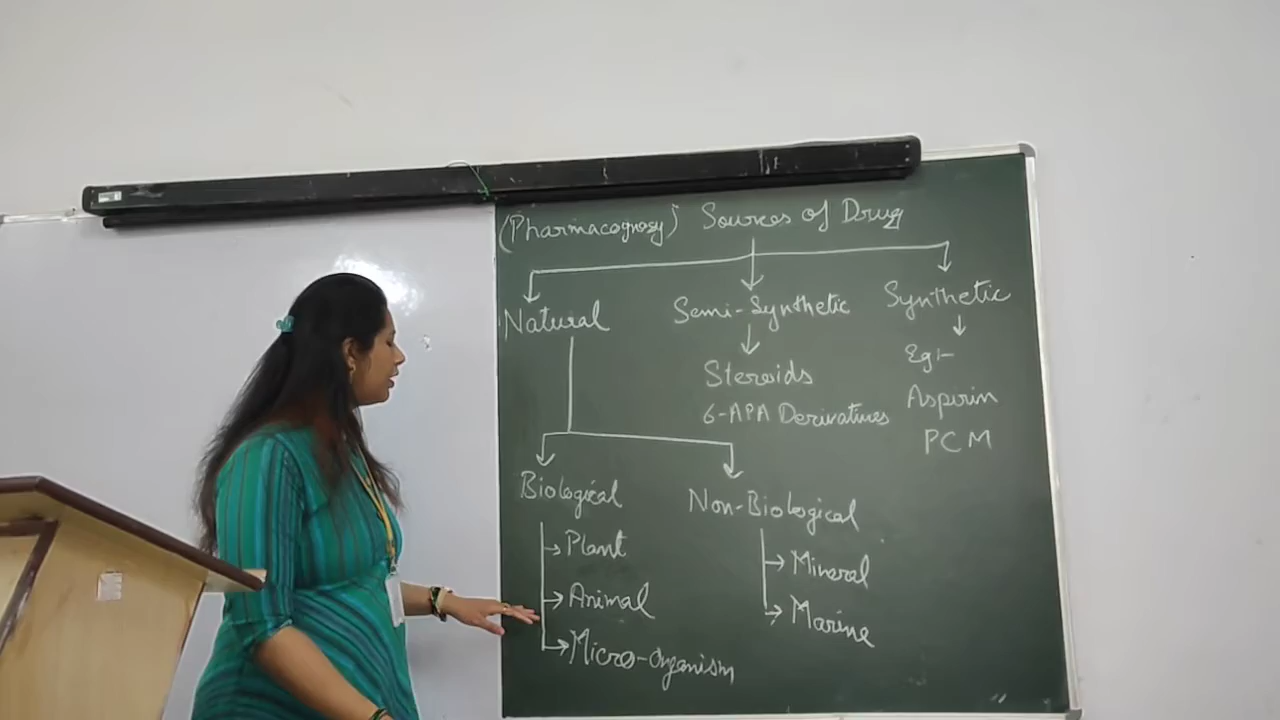 (Pharmacognosy) Sources of Drug
Natural
Semi-Synthetic
Synthetic
Steroids
6-APA Derivatives
Eg:-
Aspirin
PCM
Biological
Plant
Animal
Micro-organism
Non-Biological
Mineral
Marine